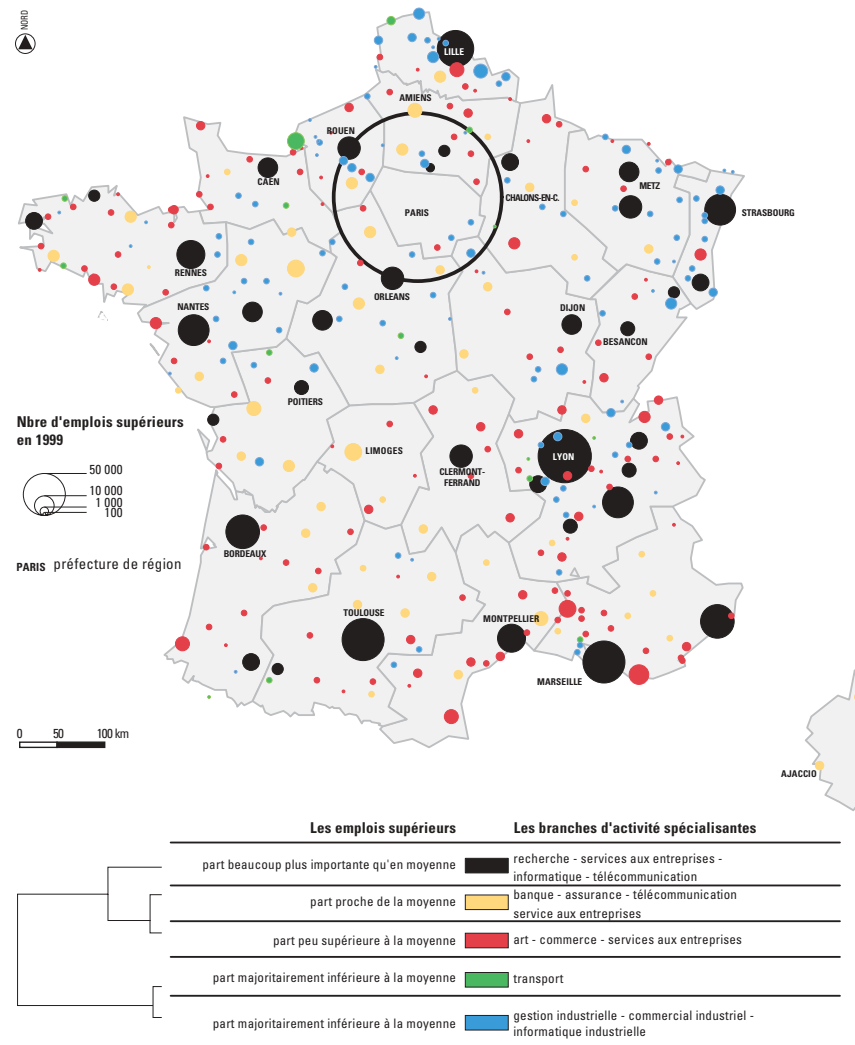 NORD
LILLE
AMIENS
ROUEN
CAEN
CHALONS-EN-C.
METZ
PARIS
STRASBOURG
RENNES
ORLEANS
NANTES
DIJON
BESANCON
POITIERS
Nbre d'emplois supérieurs
en 1999
50 000
10 000
1 000
100
LIMOGES
LYON
CLERMONT-
FERRAND
BORDEAUX
PARIS préfecture de région
TOULOUSE
MONTPELLIER
MARSEILLE
0 50 100 km
AJACCIO
Les emplois supérieurs Les branches d'activité spécialisantes
part beaucoup plus importante qu'en moyenne recherche - services aux entreprises -
informatique - télécommunication
part proche de la moyenne banque - assurance - télécommunication
service aux entreprises
part peu supérieure à la moyenne art - commerce - services aux entreprises
part majoritairement inférieure à la moyenne transport
part majoritairement inférieure à la moyenne gestion industrielle - commercial industriel -
informatique industrielle